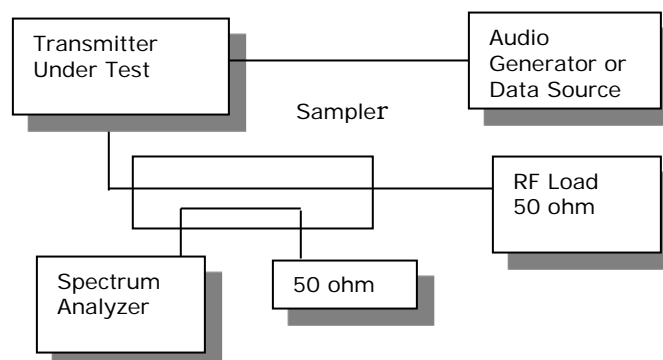 Transmitter
Under Test
Audio
Generator or
Data Source
Sampler
RF Load
50 ohm
Spectrum
Analyzer
50 ohm